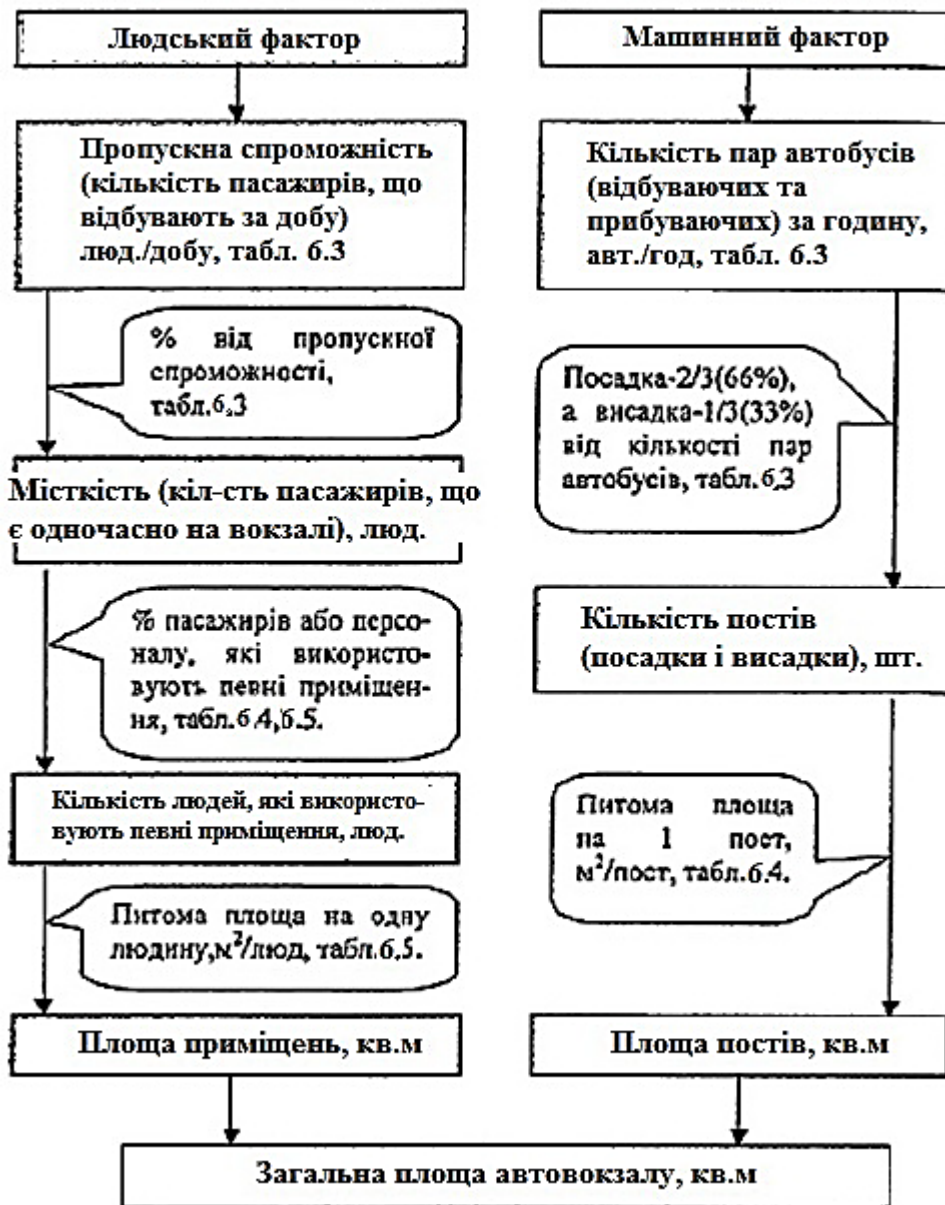 Людський фактор
Пропускна спроможність
(кількість пасажирів, що
відбувають за добу)
люд./добу, табл. 6.3
% від пропускної
спроможності,
табл.6.3
Місткість (кіл-сть пасажирів, що
є одночасно на вокзалі), люд.
% пасажирів або персо-
налу, які використо-
вують певні приміщен-
ня, табл.6.4,6.5.
Кількість людей, які використо-
вують певні приміщення, люд.
Питома площа на одну
людину,м²/люд, табл.6.5.
Площа приміщень, кв.м
Машинний фактор
Кількість пар автобусів
(відбуваючих та
прибуваючих) за годину,
авт./год, табл. 6.3
Посадка-2/3(66%),
а висадка-1/3(33%)
від кількості пар
автобусів, табл.6.3
Кількість постів
(посадки і висадки), шт.
Питома площа
на 1 пост,
м²/пост, табл.6.4.
Площа постів, кв.м
Загальна площа автовокзалу, кв.м